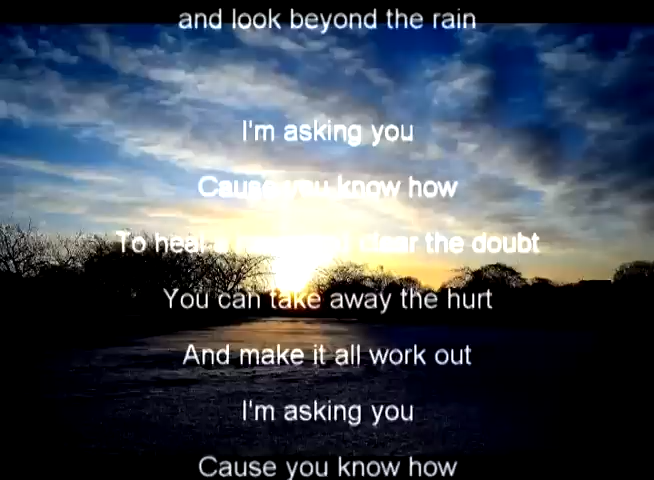 and look beyond the rain
I'm asking you
Cause you know how
To heal a clear the doubt
You can take away the hurt
And make it all work out
I'm asking you
Cause you know how